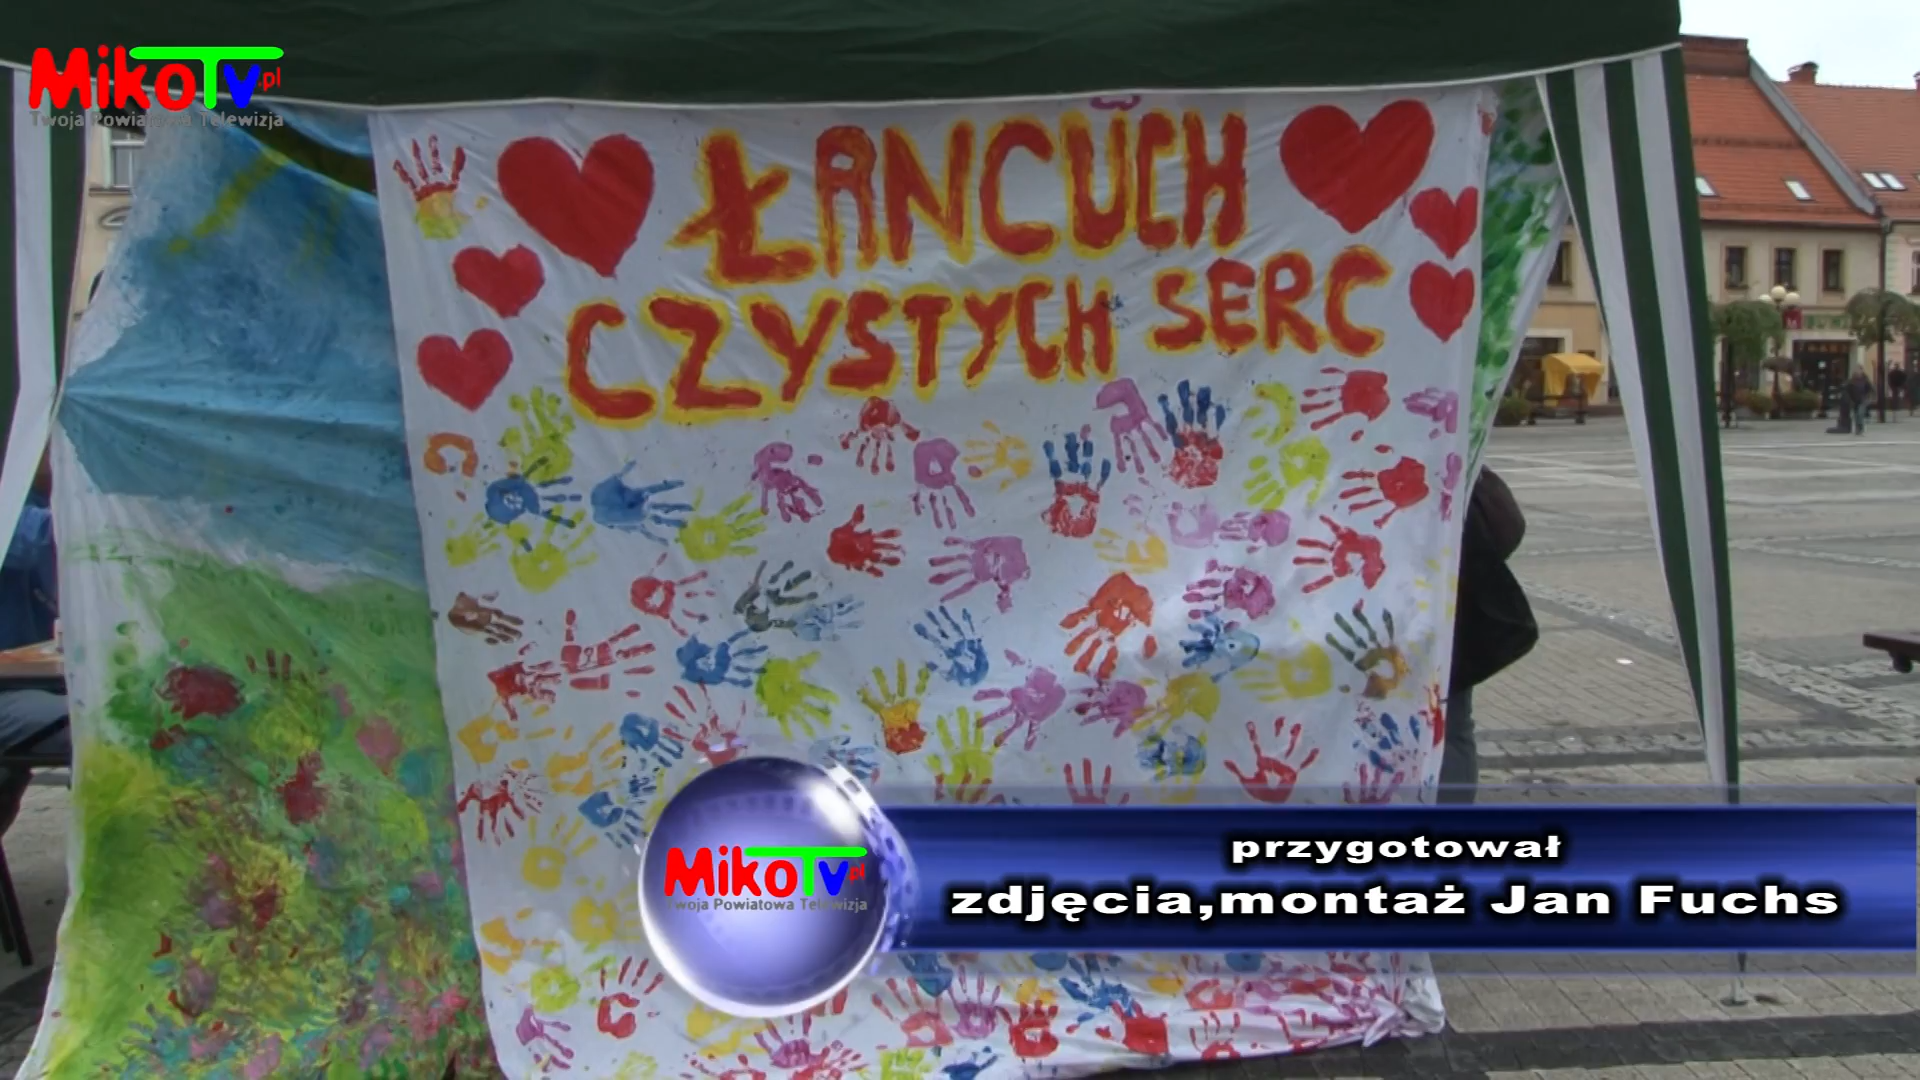 MikoTv.pl
Twoja Powiatowa Telewizja
ŁANCUCH
CZYSTYCH SERC
MikoTv.pl
Twoja Powiatowa Telewizja
przygotował
zdjęcia,montaż Jan Fuchs